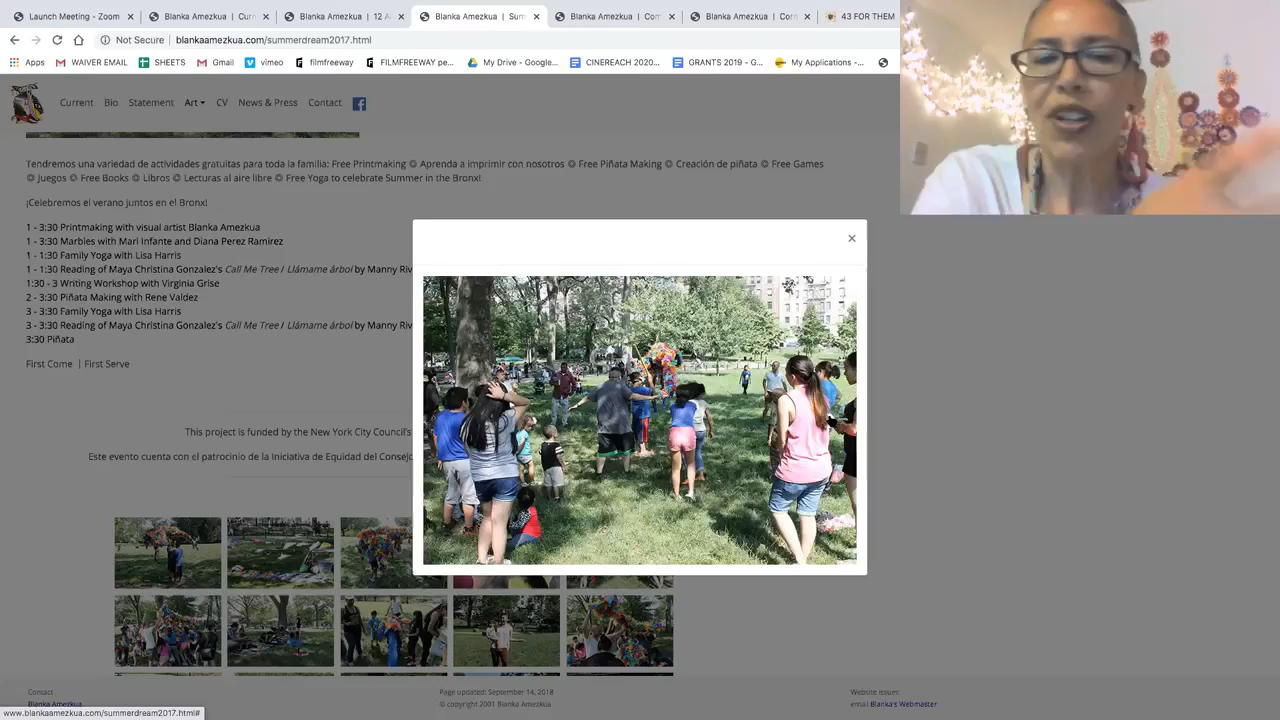 Launch Meeting - Zoom
Blanka Amezkua | Curr
Blanka Amezkua | 12 A
Blanka Amezkua | Sum
Blanka Amezkua | Com
Blanka Amezkua | Corn
43 FOR THEM
Not Secure | blankaamezkua.com/summerdream2017.html
Apps
WAIVER EMAIL
SHEETS
Gmail
vimeo
filmfreeway
FILMFREEWAY pe...
My Drive - Google...
CINEREACH 2020...
GRANTS 2019 - G...
My Applications -...
Current
Bio
Statement
Art
CV
News & Press
Contact
Tendremos una variedad de actividades gratuitas para toda la familia: Free Printmaking Aprenda a imprimir con nosotros Free Piñata Making Creación de piñata Free Games
Juegos Free Books Libros Lecturas al aire libre Free Yoga to celebrate Summer in the Bronx!
¡Celebremos el verano juntos en el Bronx!
1 - 3:30 Printmaking with visual artist Blanka Amezkua
1 - 3:30 Marbles with Mari Infante and Diana Perez Ramirez
1 - 1:30 Family Yoga with Lisa Harris
1 - 1:30 Reading of Maya Christina Gonzalez's Call Me Tree / Llámame árbol by Manny Riv
1:30 - 3 Writing Workshop with Virginia Grise
2 - 3:30 Piñata Making with Rene Valdez
3 - 3:30 Family Yoga with Lisa Harris
3 - 3:30 Reading of Maya Christina Gonzalez's Call Me Tree / Llámame árbol by Manny Riv
3:30 Piñata
First Come | First Serve
This project is funded by the New York City Council's
Este evento cuenta con el patrocinio de la Iniciativa de Equidad del Consejo
Contact
Blanka Amezkua
Page updated: September 14, 2018
© copyright 2001 Blanka Amezkua
Website issues:
email Blanka's Webmaster
www.blankaamezkua.com/summerdream2017.html#